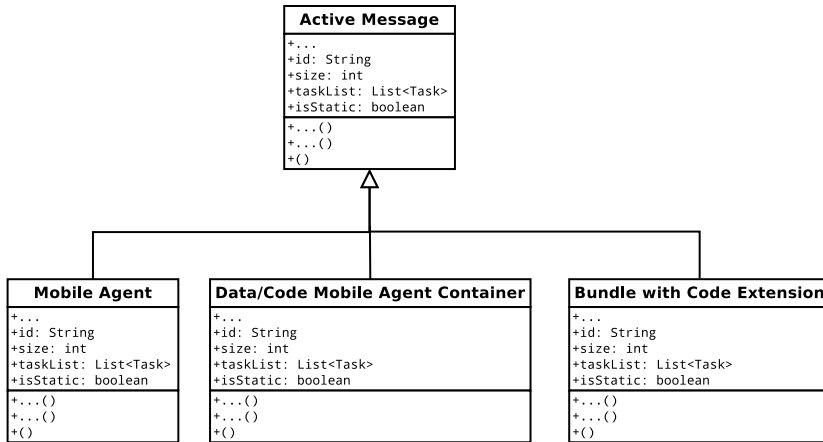 Active Message
+...
+id: String
+size: int
+taskList: List<Task>
+isStatic: boolean
+...()
+...()
+()
Mobile Agent
+...
+id: String
+size: int
+taskList: List<Task>
+isStatic: boolean
+...()
+...()
+()
Data/Code Mobile Agent Container
+...
+id: String
+size: int
+taskList: List<Task>
+isStatic: boolean
+...()
+...()
+()
Bundle with Code Extension
+...
+id: String
+size: int
+taskList: List<Task>
+isStatic: boolean
+...()
+...()
+()